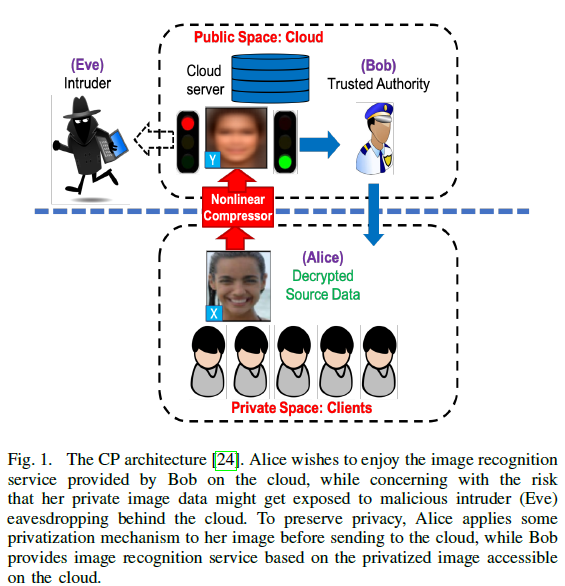 Public Space: Cloud
(Eve)
Intruder
Cloud
server
(Bob)
Trusted Authority
Y
Nonlinear
Compressor
(Alice)
Decrypted
Source Data
X
Private Space: Clients
Fig. 1. The CP architecture [24]. Alice wishes to enjoy the image recognition
service provided by Bob on the cloud, while concerning with the risk
that her private image data might get exposed to malicious intruder (Eve)
eavesdropping behind the cloud. To preserve privacy, Alice applies some
privatization mechanism to her image before sending to the cloud, while Bob
provides image recognition service based on the privatized image accessible
on the cloud.